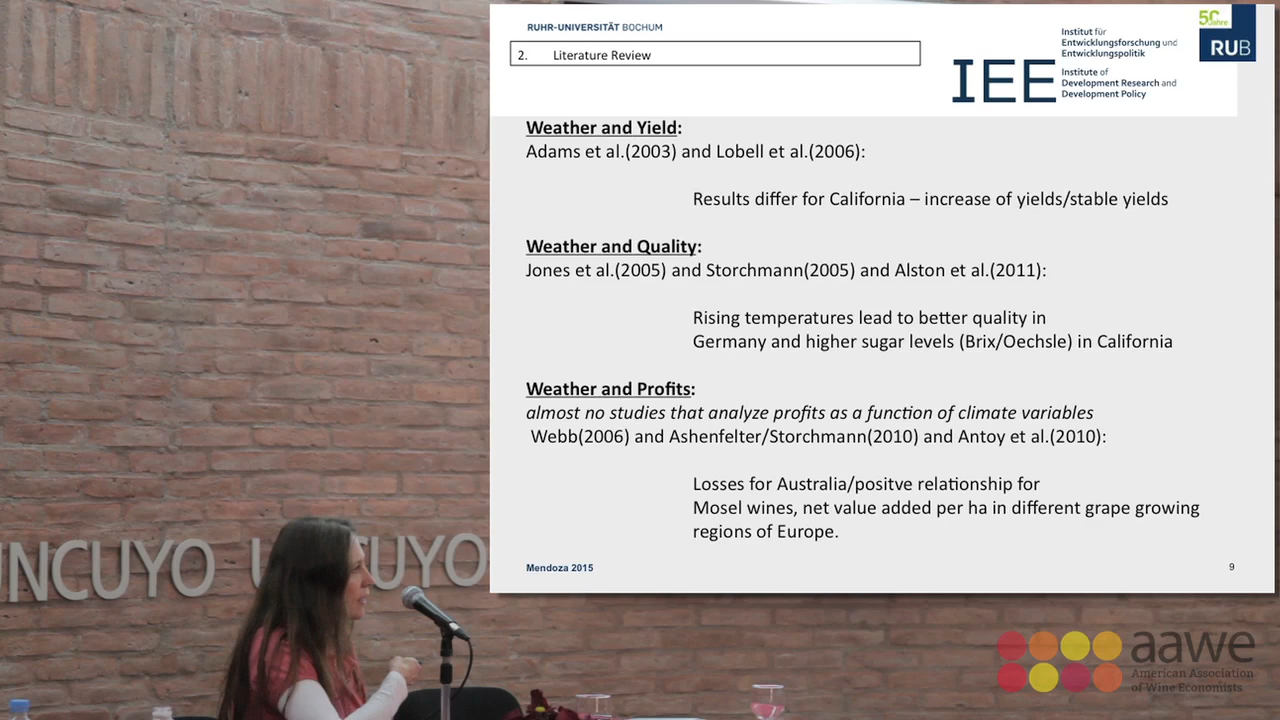 RUHR-UNIVERSITÄT BOCHUM
2. Literature Review
IEE
Institut für
Entwicklungsforschung und
Entwicklungspolitik
Institute of
Development Research and
Development Policy
50 Jahre
RUB
Weather and Yield:
Adams et al.(2003) and Lobell et al.(2006):
Results differ for California – increase of yields/stable yields
Weather and Quality:
Jones et al.(2005) and Storchmann(2005) and Alston et al.(2011):
Rising temperatures lead to better quality in
Germany and higher sugar levels (Brix/Oechsle) in California
Weather and Profits:
almost no studies that analyze profits as a function of climate variables
Webb(2006) and Ashenfelter/Storchmann(2010) and Antoy et al.(2010):
Losses for Australia/positve relationship for
Mosel wines, net value added per ha in different grape growing
regions of Europe.
Mendoza 2015
9
UNCUYO U CUYO
aawe
American Association
of Wine Economists